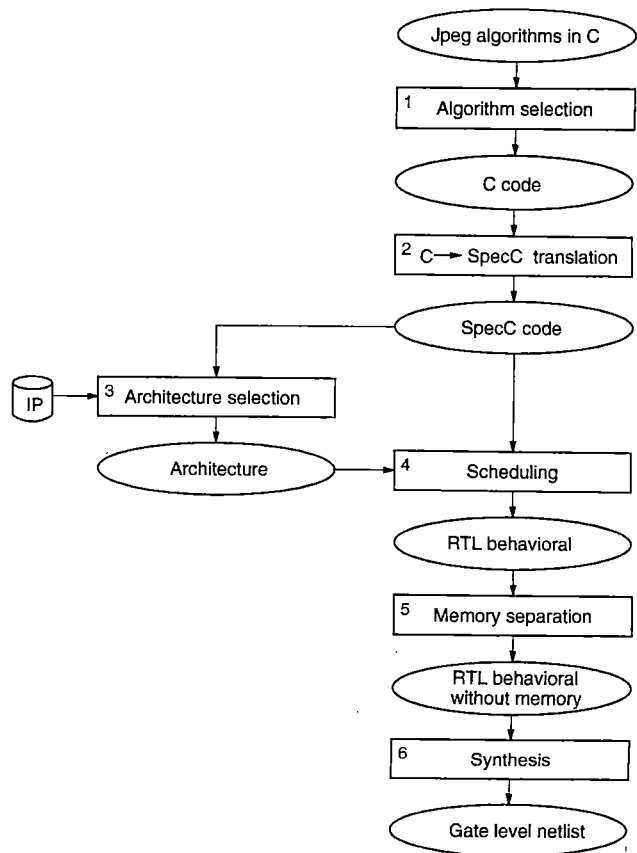 Jpeg algorithms in C
1 Algorithm selection
C code
2 C → SpecC translation
SpecC code
IP
3 Architecture selection
Architecture
4 Scheduling
RTL behavioral
5 Memory separation
RTL behavioral
without memory
6 Synthesis
Gate level netlist